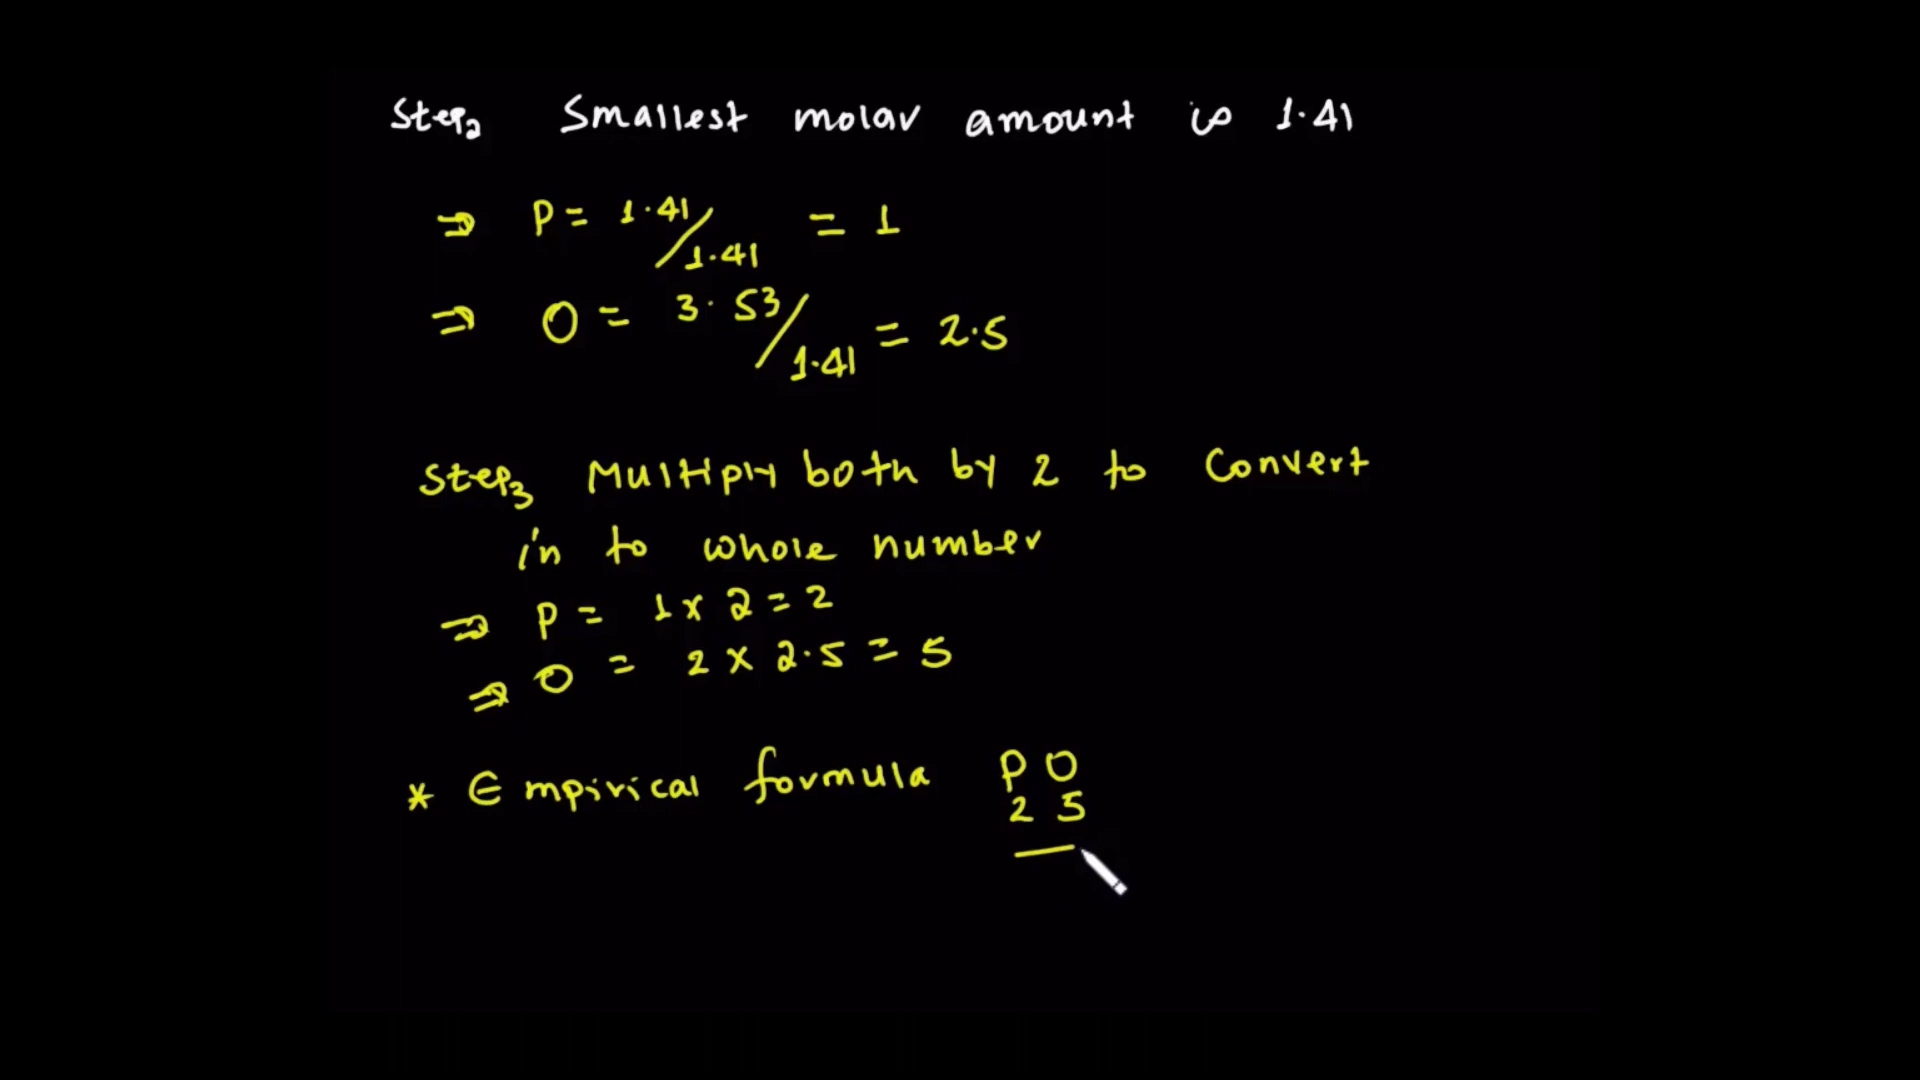 Step2 Smallest molar amount is 1.41
⇒ P = 1.41/1.41 = 1
⇒ O = 3.53/1.41 = 2.5
Step3 Multiply both by 2 to Convert
in to whole number
⇒ P = 1 x 2 = 2
⇒ O = 2 x 2.5 = 5
* Empirical formula P2O5